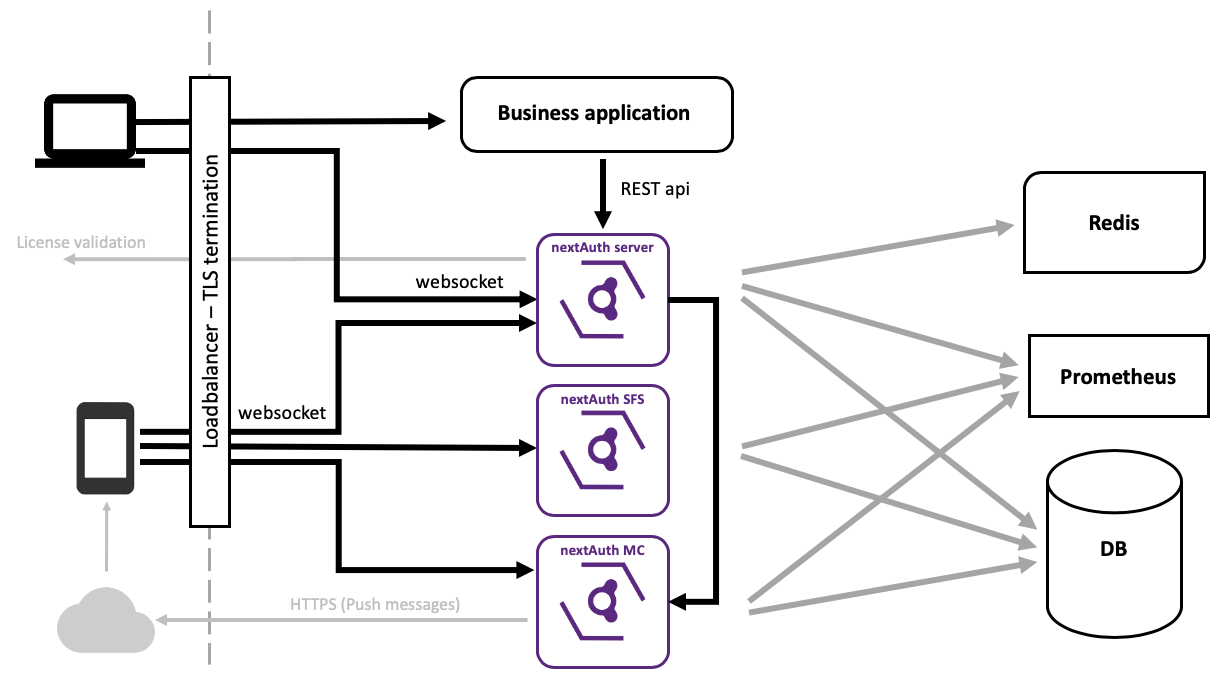 Business application
REST api
Loadbalancer – TLS termination
License validation
nextAuth server
websocket
Redis
Prometheus
websocket
nextAuth SFS
DB
nextAuth MC
HTTPS (Push messages)